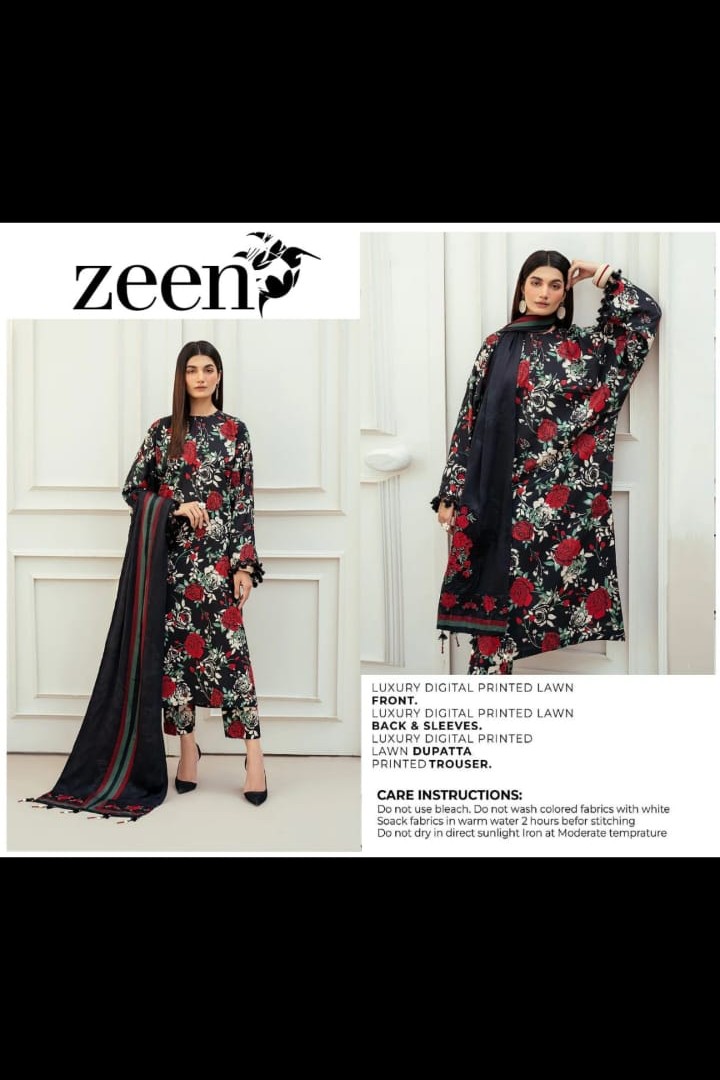 zeen
LUXURY DIGITAL PRINTED LAWN
FRONT.
LUXURY DIGITAL PRINTED LAWN
BACK & SLEEVES.
LUXURY DIGITAL PRINTED
LAWN DUPATTA
PRINTED TROUSER.
CARE INSTRUCTIONS:
Do not use bleach. Do not wash colored fabrics with white
Soack fabrics in warm water 2 hours befor stitching
Do not dry in direct sunlight Iron at Moderate temprature